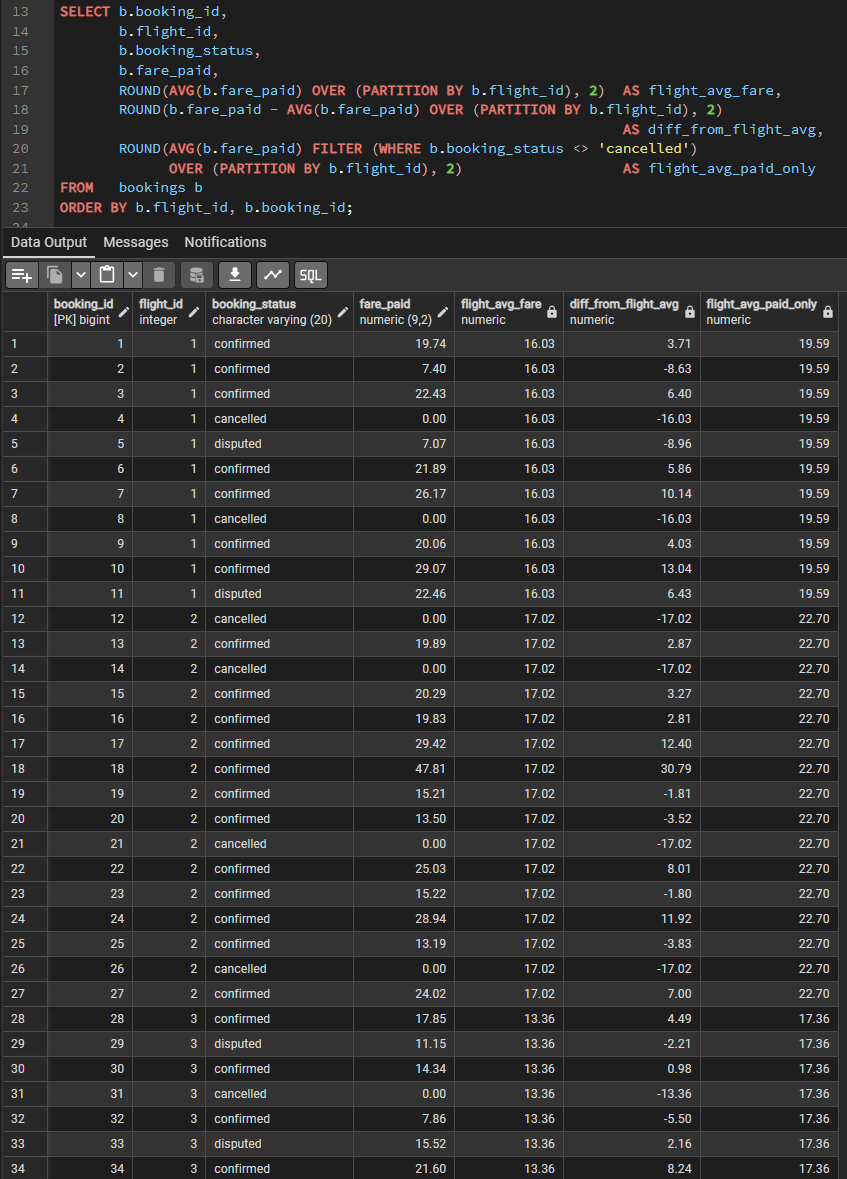 13 SELECT b.booking_id,
14 b.flight_id,
15 b.booking_status,
16 b.fare_paid,
17 ROUND(AVG(b.fare_paid) OVER (PARTITION BY b.flight_id), 2) AS flight_avg_fare,
18 ROUND(b.fare_paid - AVG(b.fare_paid) OVER (PARTITION BY b.flight_id), 2)
19 AS diff_from_flight_avg,
20 ROUND(AVG(b.fare_paid) FILTER (WHERE b.booking_status <> 'cancelled')
21 OVER (PARTITION BY b.flight_id), 2) AS flight_avg_paid_only
22 FROM bookings b
23 ORDER BY b.flight_id, b.booking_id;
24
Data Output Messages Notifications
SQL
booking_id flight_id booking_status fare_paid flight_avg_fare diff_from_flight_avg flight_avg_paid_only
[PK] bigint integer character varying (20) numeric (9,2) numeric numeric numeric
1 1 1 confirmed 19.74 16.03 3.71 19.59
2 2 1 confirmed 7.40 16.03 -8.63 19.59
3 3 1 confirmed 22.43 16.03 6.40 19.59
4 4 1 cancelled 0.00 16.03 -16.03 19.59
5 5 1 disputed 7.07 16.03 -8.96 19.59
6 6 1 confirmed 21.89 16.03 5.86 19.59
7 7 1 confirmed 26.17 16.03 10.14 19.59
8 8 1 cancelled 0.00 16.03 -16.03 19.59
9 9 1 confirmed 20.06 16.03 4.03 19.59
10 10 1 confirmed 29.07 16.03 13.04 19.59
11 11 1 disputed 22.46 16.03 6.43 19.59
12 12 2 cancelled 0.00 17.02 -17.02 22.70
13 13 2 confirmed 19.89 17.02 2.87 22.70
14 14 2 cancelled 0.00 17.02 -17.02 22.70
15 15 2 confirmed 20.29 17.02 3.27 22.70
16 16 2 confirmed 19.83 17.02 2.81 22.70
17 17 2 confirmed 29.42 17.02 12.40 22.70
18 18 2 confirmed 47.81 17.02 30.79 22.70
19 19 2 confirmed 15.21 17.02 -1.81 22.70
20 20 2 confirmed 13.50 17.02 -3.52 22.70
21 21 2 cancelled 0.00 17.02 -17.02 22.70
22 22 2 confirmed 25.03 17.02 8.01 22.70
23 23 2 confirmed 15.22 17.02 -1.80 22.70
24 24 2 confirmed 28.94 17.02 11.92 22.70
25 25 2 confirmed 13.19 17.02 -3.83 22.70
26 26 2 cancelled 0.00 17.02 -17.02 22.70
27 27 2 confirmed 24.02 17.02 7.00 22.70
28 28 3 confirmed 17.85 13.36 4.49 17.36
29 29 3 disputed 11.15 13.36 -2.21 17.36
30 30 3 confirmed 14.34 13.36 0.98 17.36
31 31 3 cancelled 0.00 13.36 -13.36 17.36
32 32 3 confirmed 7.86 13.36 -5.50 17.36
33 33 3 disputed 15.52 13.36 2.16 17.36
34 34 3 confirmed 21.60 13.36 8.24 17.36